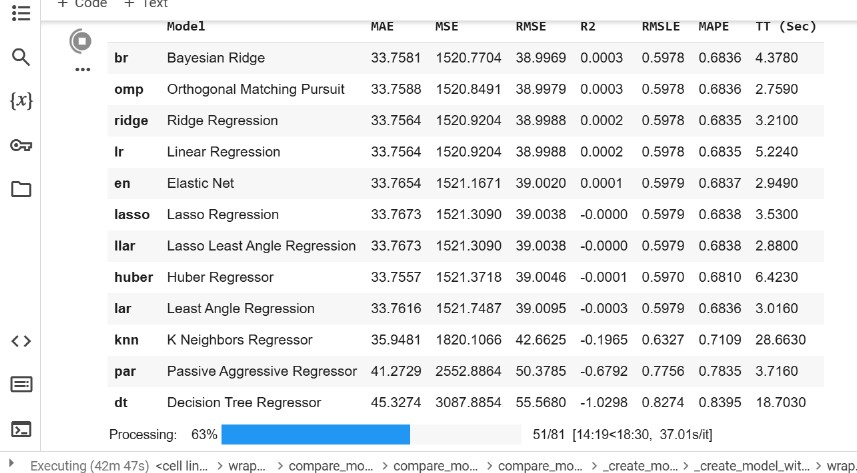 + Code + Text
Model MAE MSE RMSE R2 RMSLE MAPE TT (Sec)
br Bayesian Ridge 33.7581 1520.7704 38.9969 0.0003 0.5978 0.6836 4.3780
omp Orthogonal Matching Pursuit 33.7588 1520.8491 38.9979 0.0003 0.5978 0.6836 2.7590
ridge Ridge Regression 33.7564 1520.9204 38.9988 0.0002 0.5978 0.6835 3.2100
lr Linear Regression 33.7564 1520.9204 38.9988 0.0002 0.5978 0.6835 5.2240
en Elastic Net 33.7654 1521.1671 39.0020 0.0001 0.5979 0.6837 2.9490
lasso Lasso Regression 33.7673 1521.3090 39.0038 -0.0000 0.5979 0.6838 3.5300
llar Lasso Least Angle Regression 33.7673 1521.3090 39.0038 -0.0000 0.5979 0.6838 2.8800
huber Huber Regressor 33.7557 1521.3718 39.0046 -0.0001 0.5970 0.6810 6.4230
lar Least Angle Regression 33.7616 1521.7487 39.0095 -0.0003 0.5979 0.6836 3.0160
knn K Neighbors Regressor 35.9481 1820.1066 42.6625 -0.1965 0.6327 0.7109 28.6630
par Passive Aggressive Regressor 41.2729 2552.8864 50.3785 -0.6792 0.7756 0.7835 3.7160
dt Decision Tree Regressor 45.3274 3087.8854 55.5680 -1.0298 0.8274 0.8395 18.7030
Processing: 63% 51/81 [14:19<18:30, 37.01s/it]
Executing (42m 47s) <cell lin... > wrap... > compare_mo... > compare_mo... > compare_mo... > _create_mo... > _create_model_wit... > wrap.